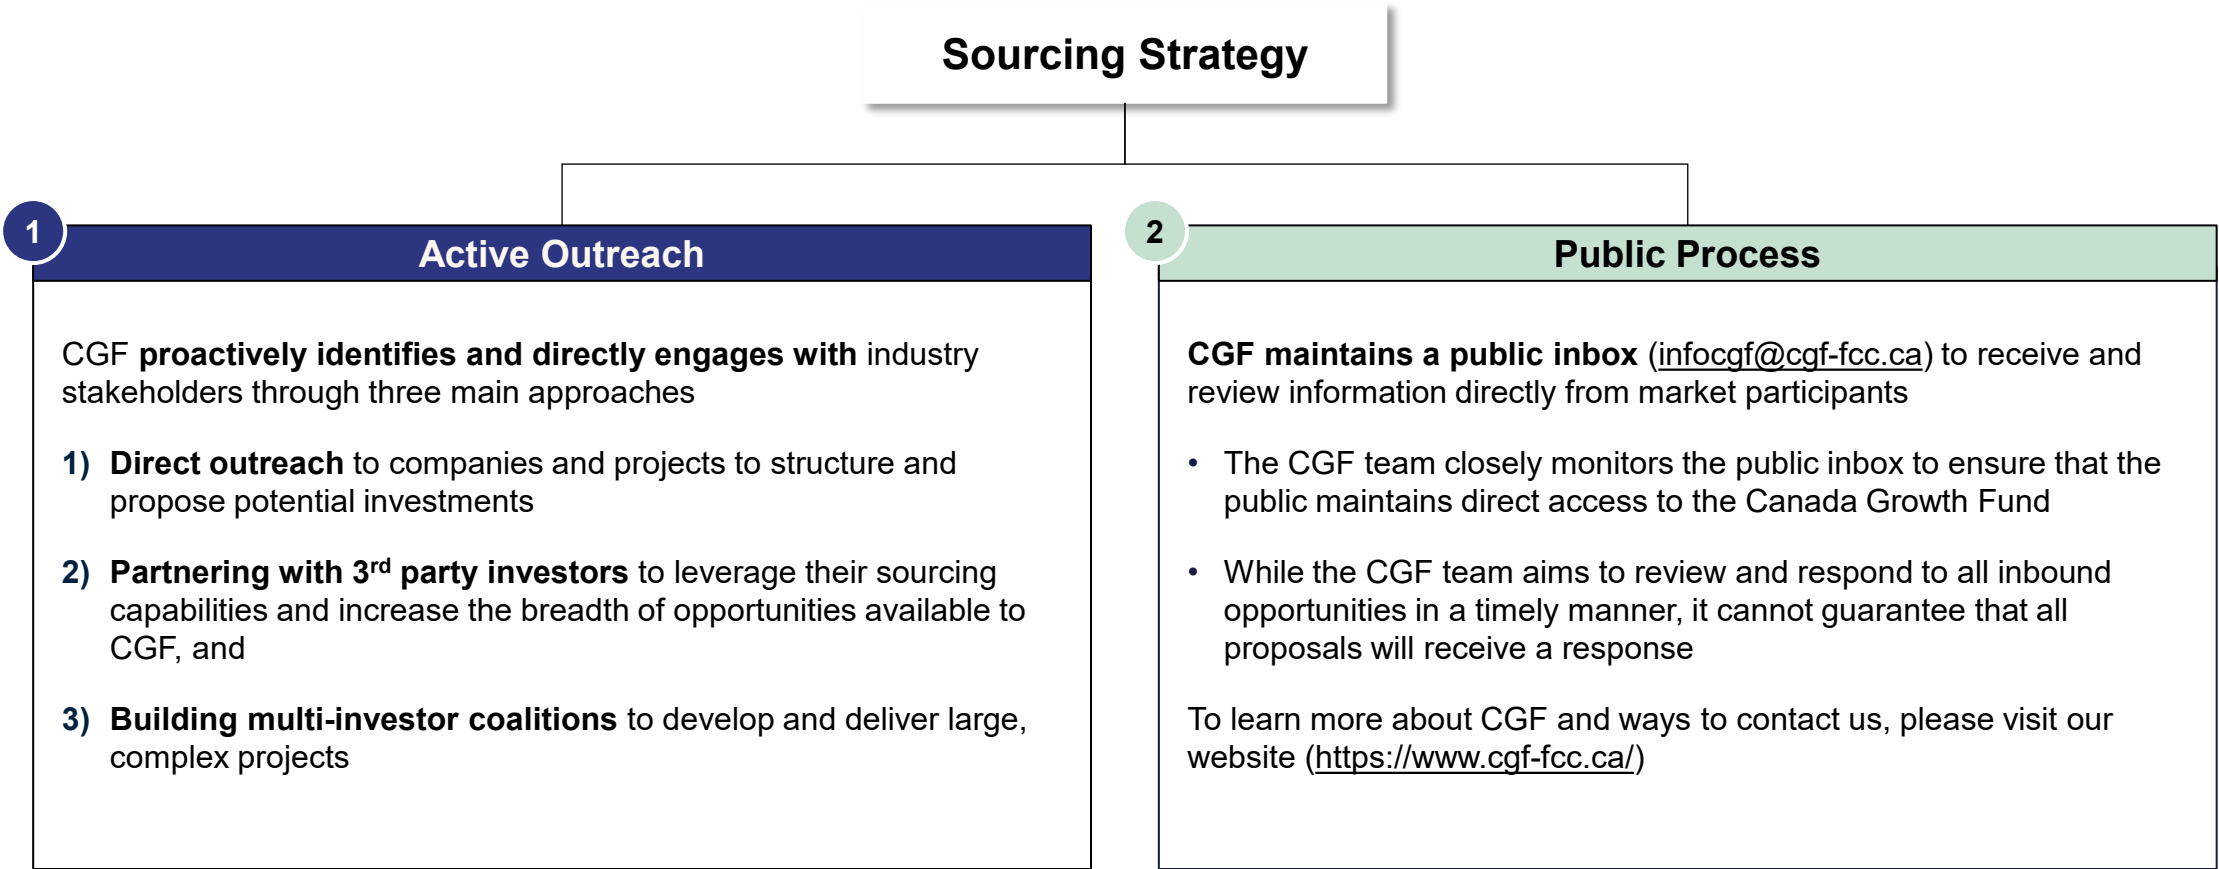 Sourcing Strategy
1
Active Outreach
CGF proactively identifies and directly engages with industry
stakeholders through three main approaches
1) Direct outreach to companies and projects to structure and
propose potential investments
2) Partnering with 3rd party investors to leverage their sourcing
capabilities and increase the breadth of opportunities available to
CGF, and
3) Building multi-investor coalitions to develop and deliver large,
complex projects
2
Public Process
CGF maintains a public inbox (infocgf@cgf-fcc.ca) to receive and
review information directly from market participants
• The CGF team closely monitors the public inbox to ensure that the
public maintains direct access to the Canada Growth Fund
• While the CGF team aims to review and respond to all inbound
opportunities in a timely manner, it cannot guarantee that all
proposals will receive a response
To learn more about CGF and ways to contact us, please visit our
website (https://www.cgf-fcc.ca/)